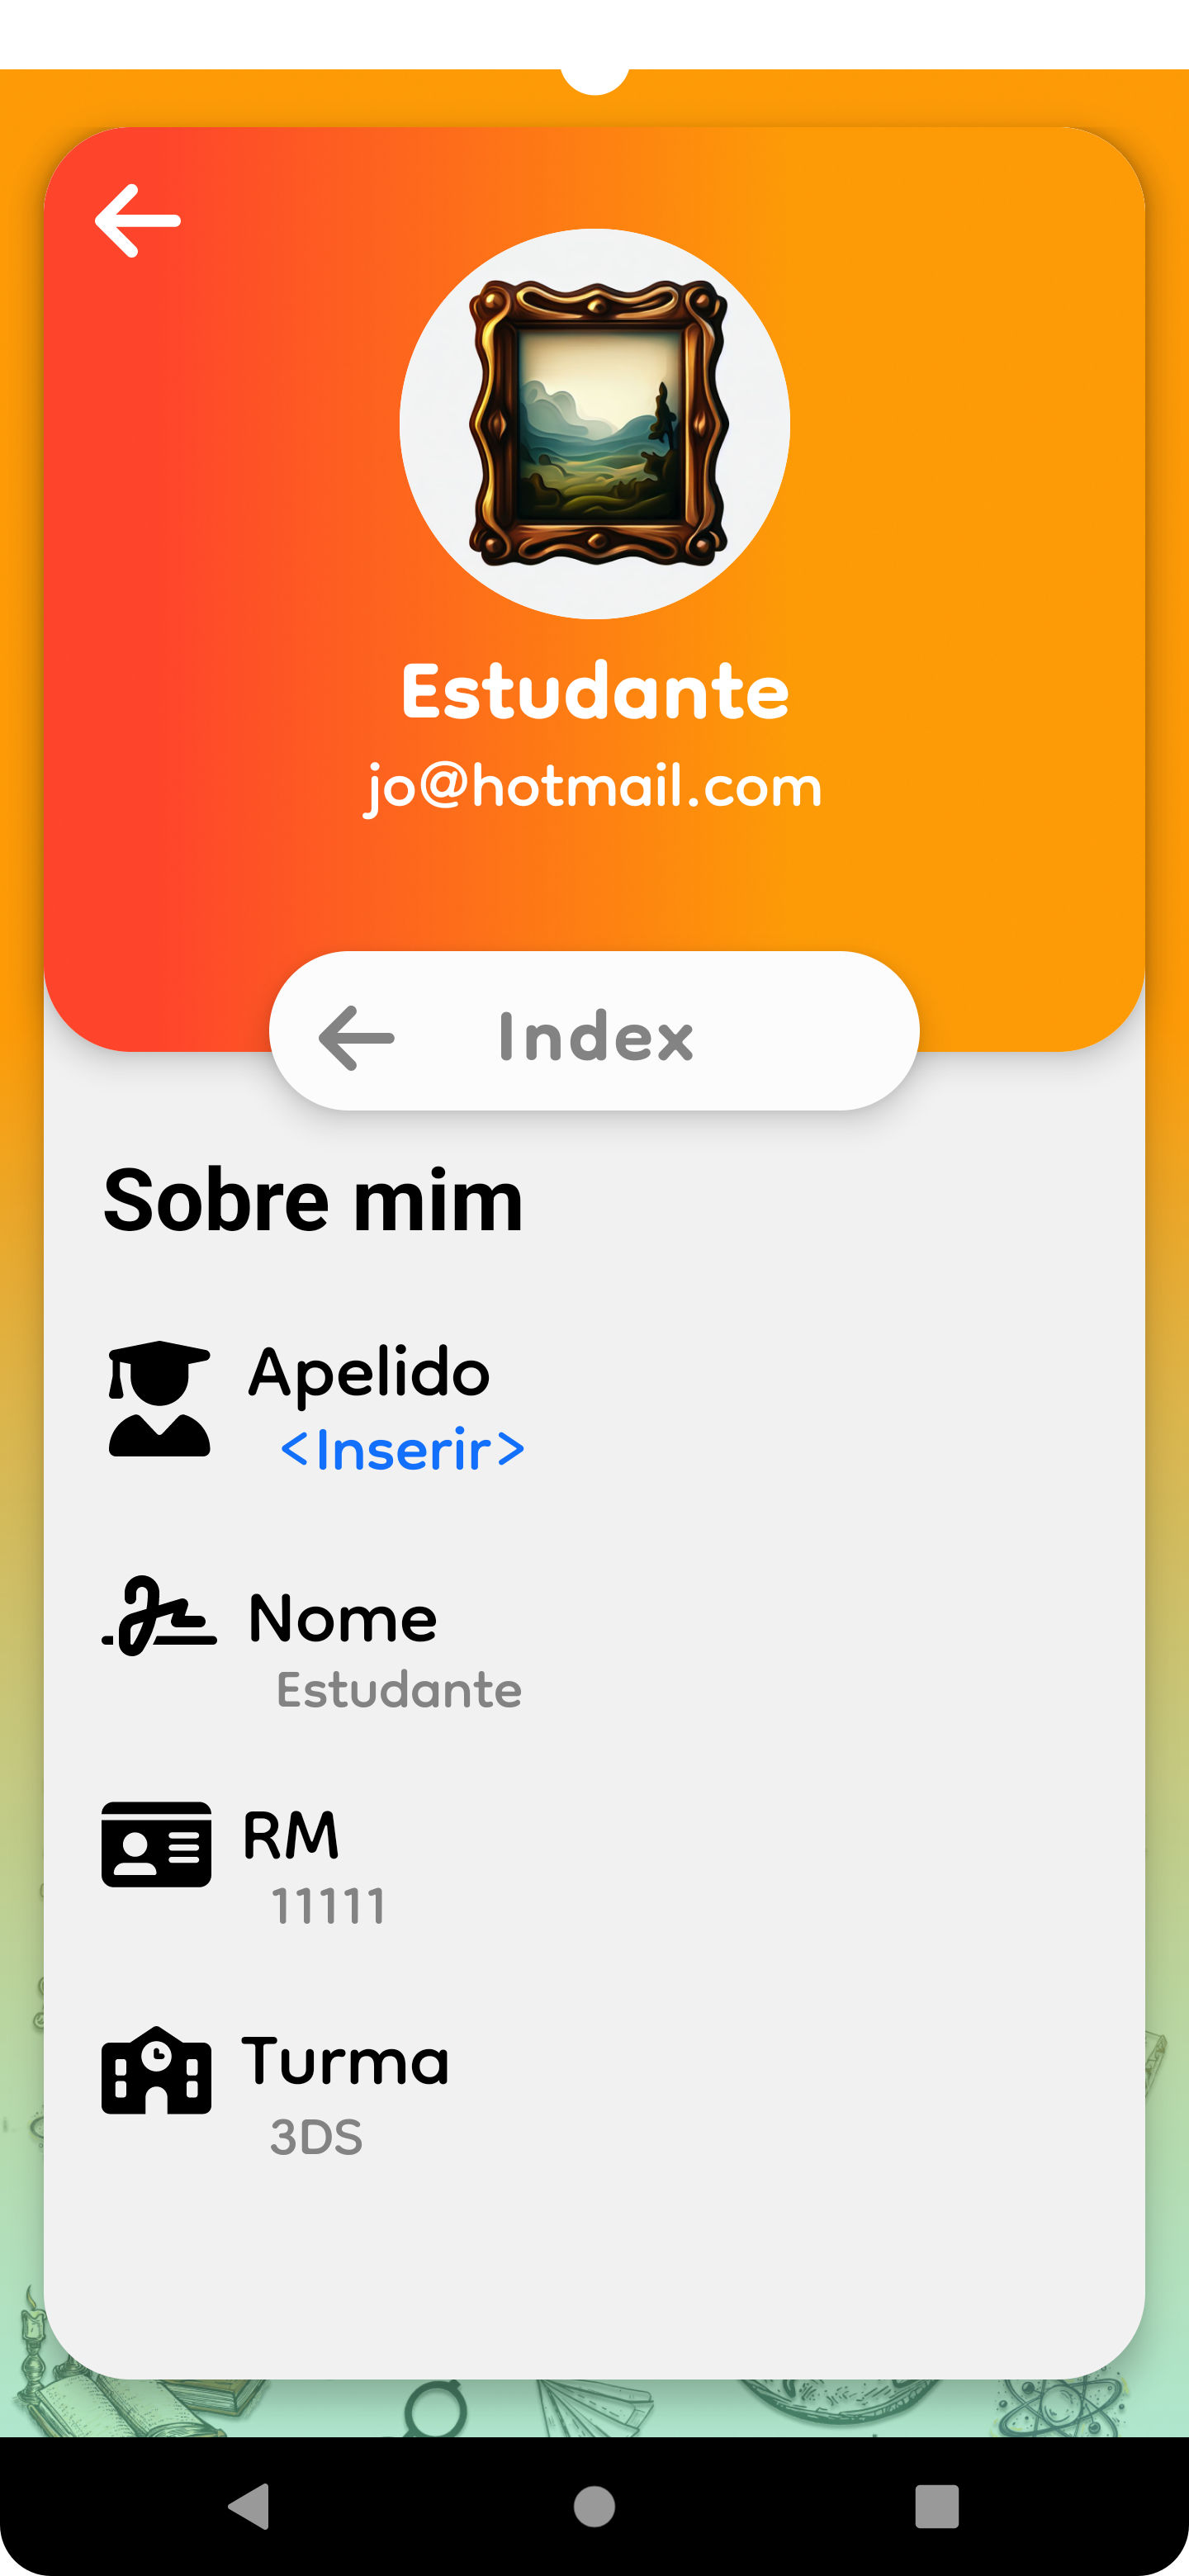 Estudante
jo@hotmail.com
Index
Sobre mim
Apelido
<Inserir>
Nome
Estudante
RM
11111
Turma
3DS